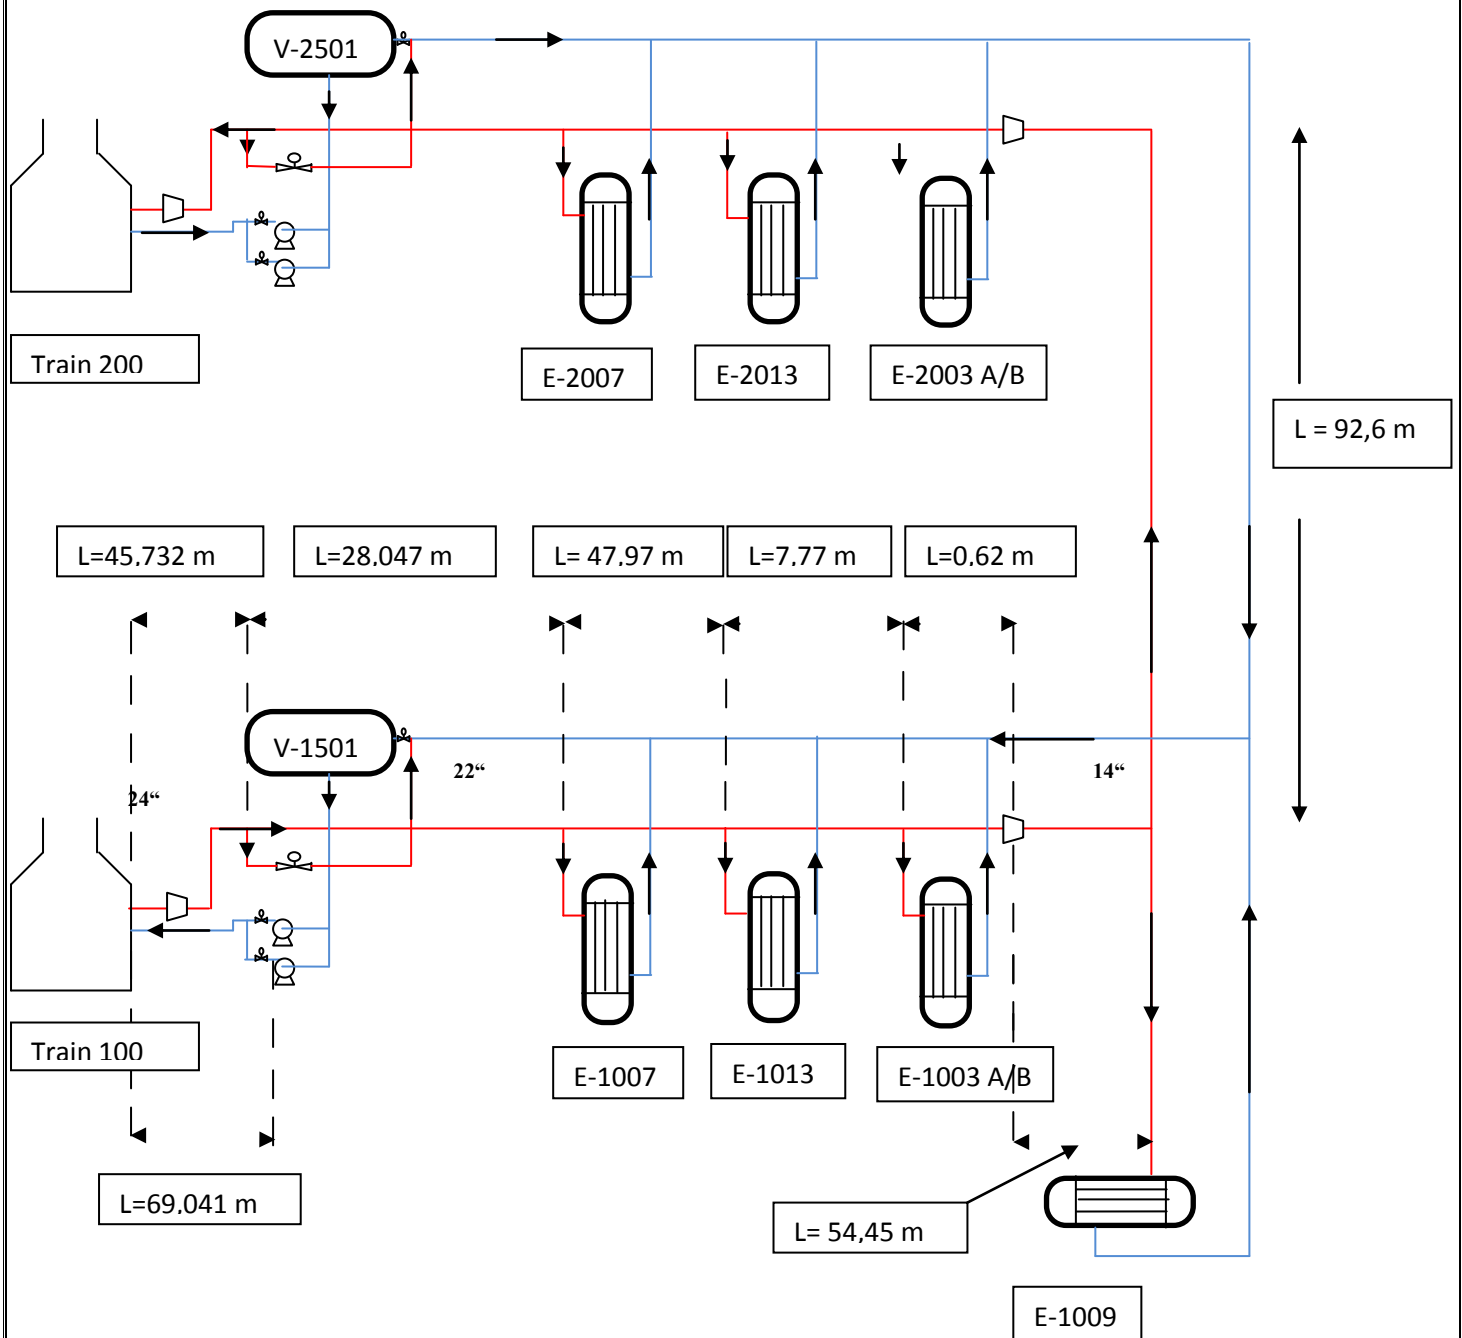 V-2501
Train 200
E-2007
E-2013
E-2003 A/B
L = 92,6 m
L=45,732 m
L=28,047 m
L= 47,97 m
L=7,77 m
L=0,62 m
V-1501
22“
14“
24“
Train 100
E-1007
E-1013
E-1003 A/B
L=69,041 m
L= 54,45 m
E-1009